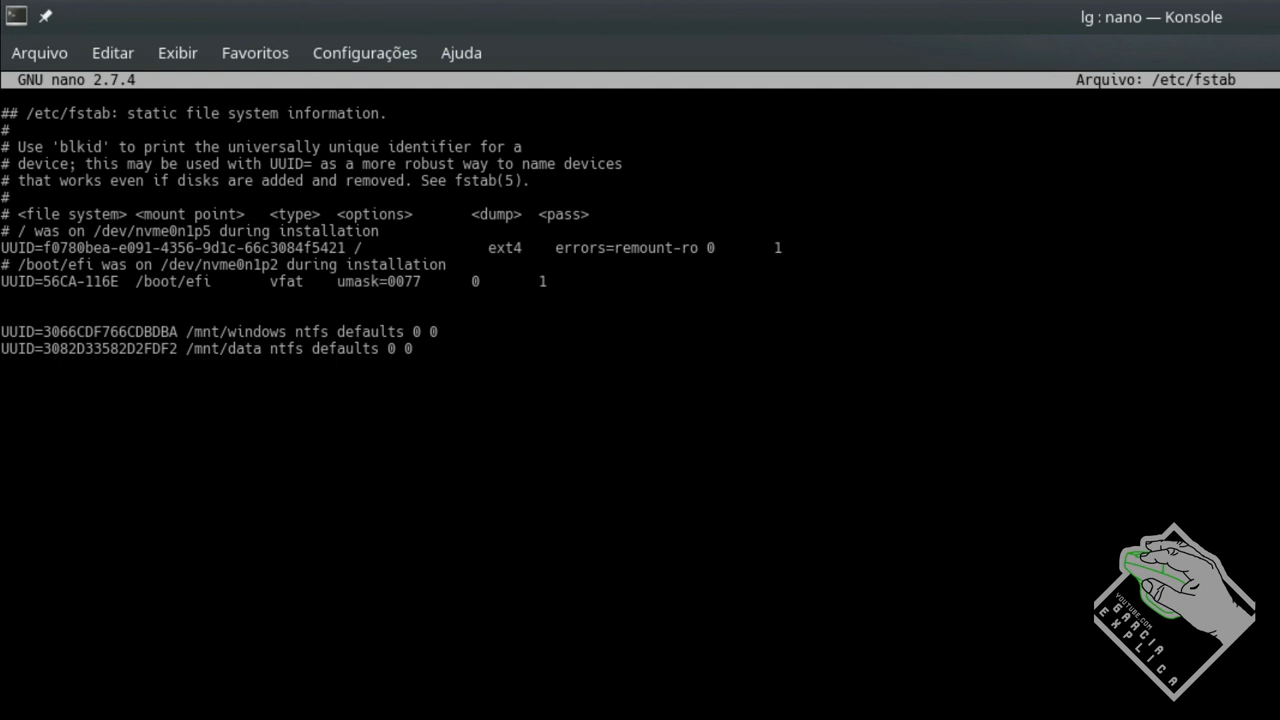 lg : nano — Konsole
Arquivo Editar Exibir Favoritos Configurações Ajuda
GNU nano 2.7.4 Arquivo: /etc/fstab
## /etc/fstab: static file system information.
#
# Use 'blkid' to print the universally unique identifier for a
# device; this may be used with UUID= as a more robust way to name devices
# that works even if disks are added and removed. See fstab(5).
#
# <file system> <mount point>   <type>  <options>       <dump>  <pass>
# / was on /dev/nvme0n1p5 during installation
UUID=f0780bea-e091-4356-9d1c-66c3084f5421 /               ext4    errors=remount-ro 0       1
# /boot/efi was on /dev/nvme0n1p2 during installation
UUID=56CA-116E  /boot/efi       vfat    umask=0077      0       1
UUID=3066CDF766CDBDBA /mnt/windows ntfs defaults 0 0
UUID=3082D33582D2FDF2 /mnt/data ntfs defaults 0 0
YOUTUBE.COM
GARCIA
EXPLICA